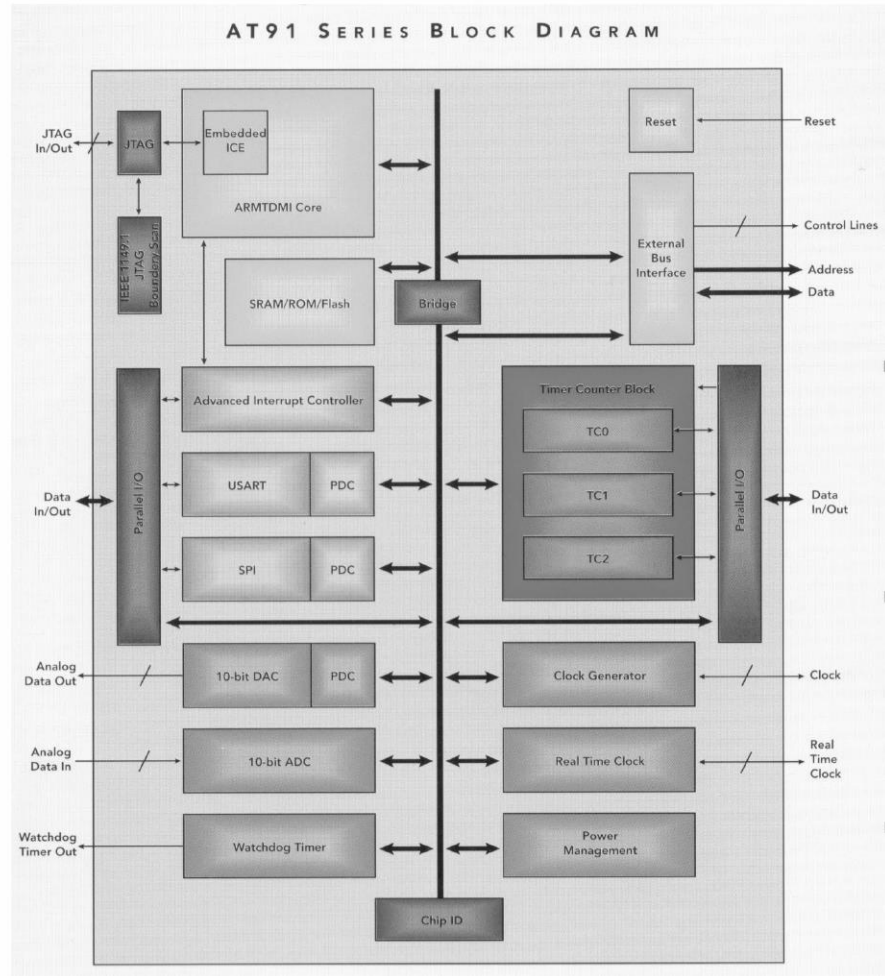 AT91 SERIES BLOCK DIAGRAM
JTAG
In/Out
JTAG
Embedded
ICE
ARMTDMI Core
Reset
Reset
IEEE 1149.1
JTAG
Boundery Scan
External
Bus
Interface
Control Lines
Address
Data
SRAM/ROM/Flash
Bridge
Advanced Interrupt Controller
Timer Counter Block
TC0
Parallel I/O
USART
PDC
TC1
Parallel I/O
Data
In/Out
Data
In/Out
SPI
PDC
TC2
Analog
Data Out
10-bit DAC
PDC
Clock Generator
Clock
Analog
Data In
10-bit ADC
Real Time Clock
Real
Time
Clock
Watchdog
Timer Out
Watchdog Timer
Power
Management
Chip ID